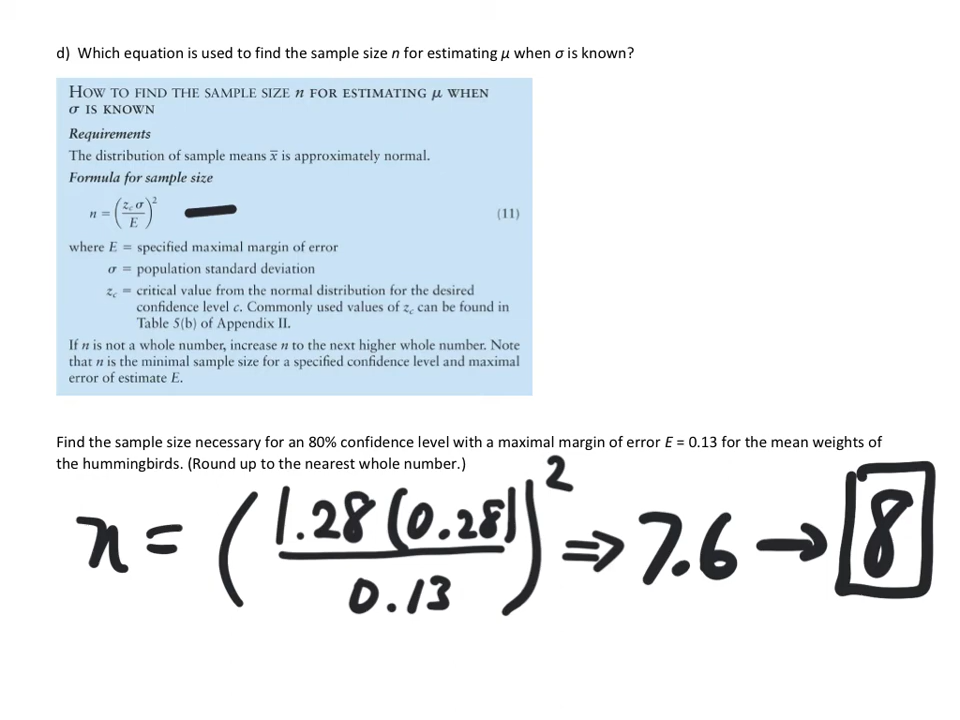 d) Which equation is used to find the sample size n for estimating μ when σ is known?
HOW TO FIND THE SAMPLE SIZE n FOR ESTIMATING μ WHEN
σ IS KNOWN
Requirements
The distribution of sample means x̄ is approximately normal.
Formula for sample size
n = (z_c σ / E)² (11)
where E = specified maximal margin of error
σ = population standard deviation
z_c = critical value from the normal distribution for the desired
confidence level c. Commonly used values of z_c can be found in
Table 5(b) of Appendix II.
If n is not a whole number, increase n to the next higher whole number. Note
that n is the minimal sample size for a specified confidence level and maximal
error of estimate E.
Find the sample size necessary for an 80% confidence level with a maximal margin of error E = 0.13 for the mean weights of
the hummingbirds. (Round up to the nearest whole number.)
n = (1.28(0.28) / 0.13)² ⇒ 7.6 → 8